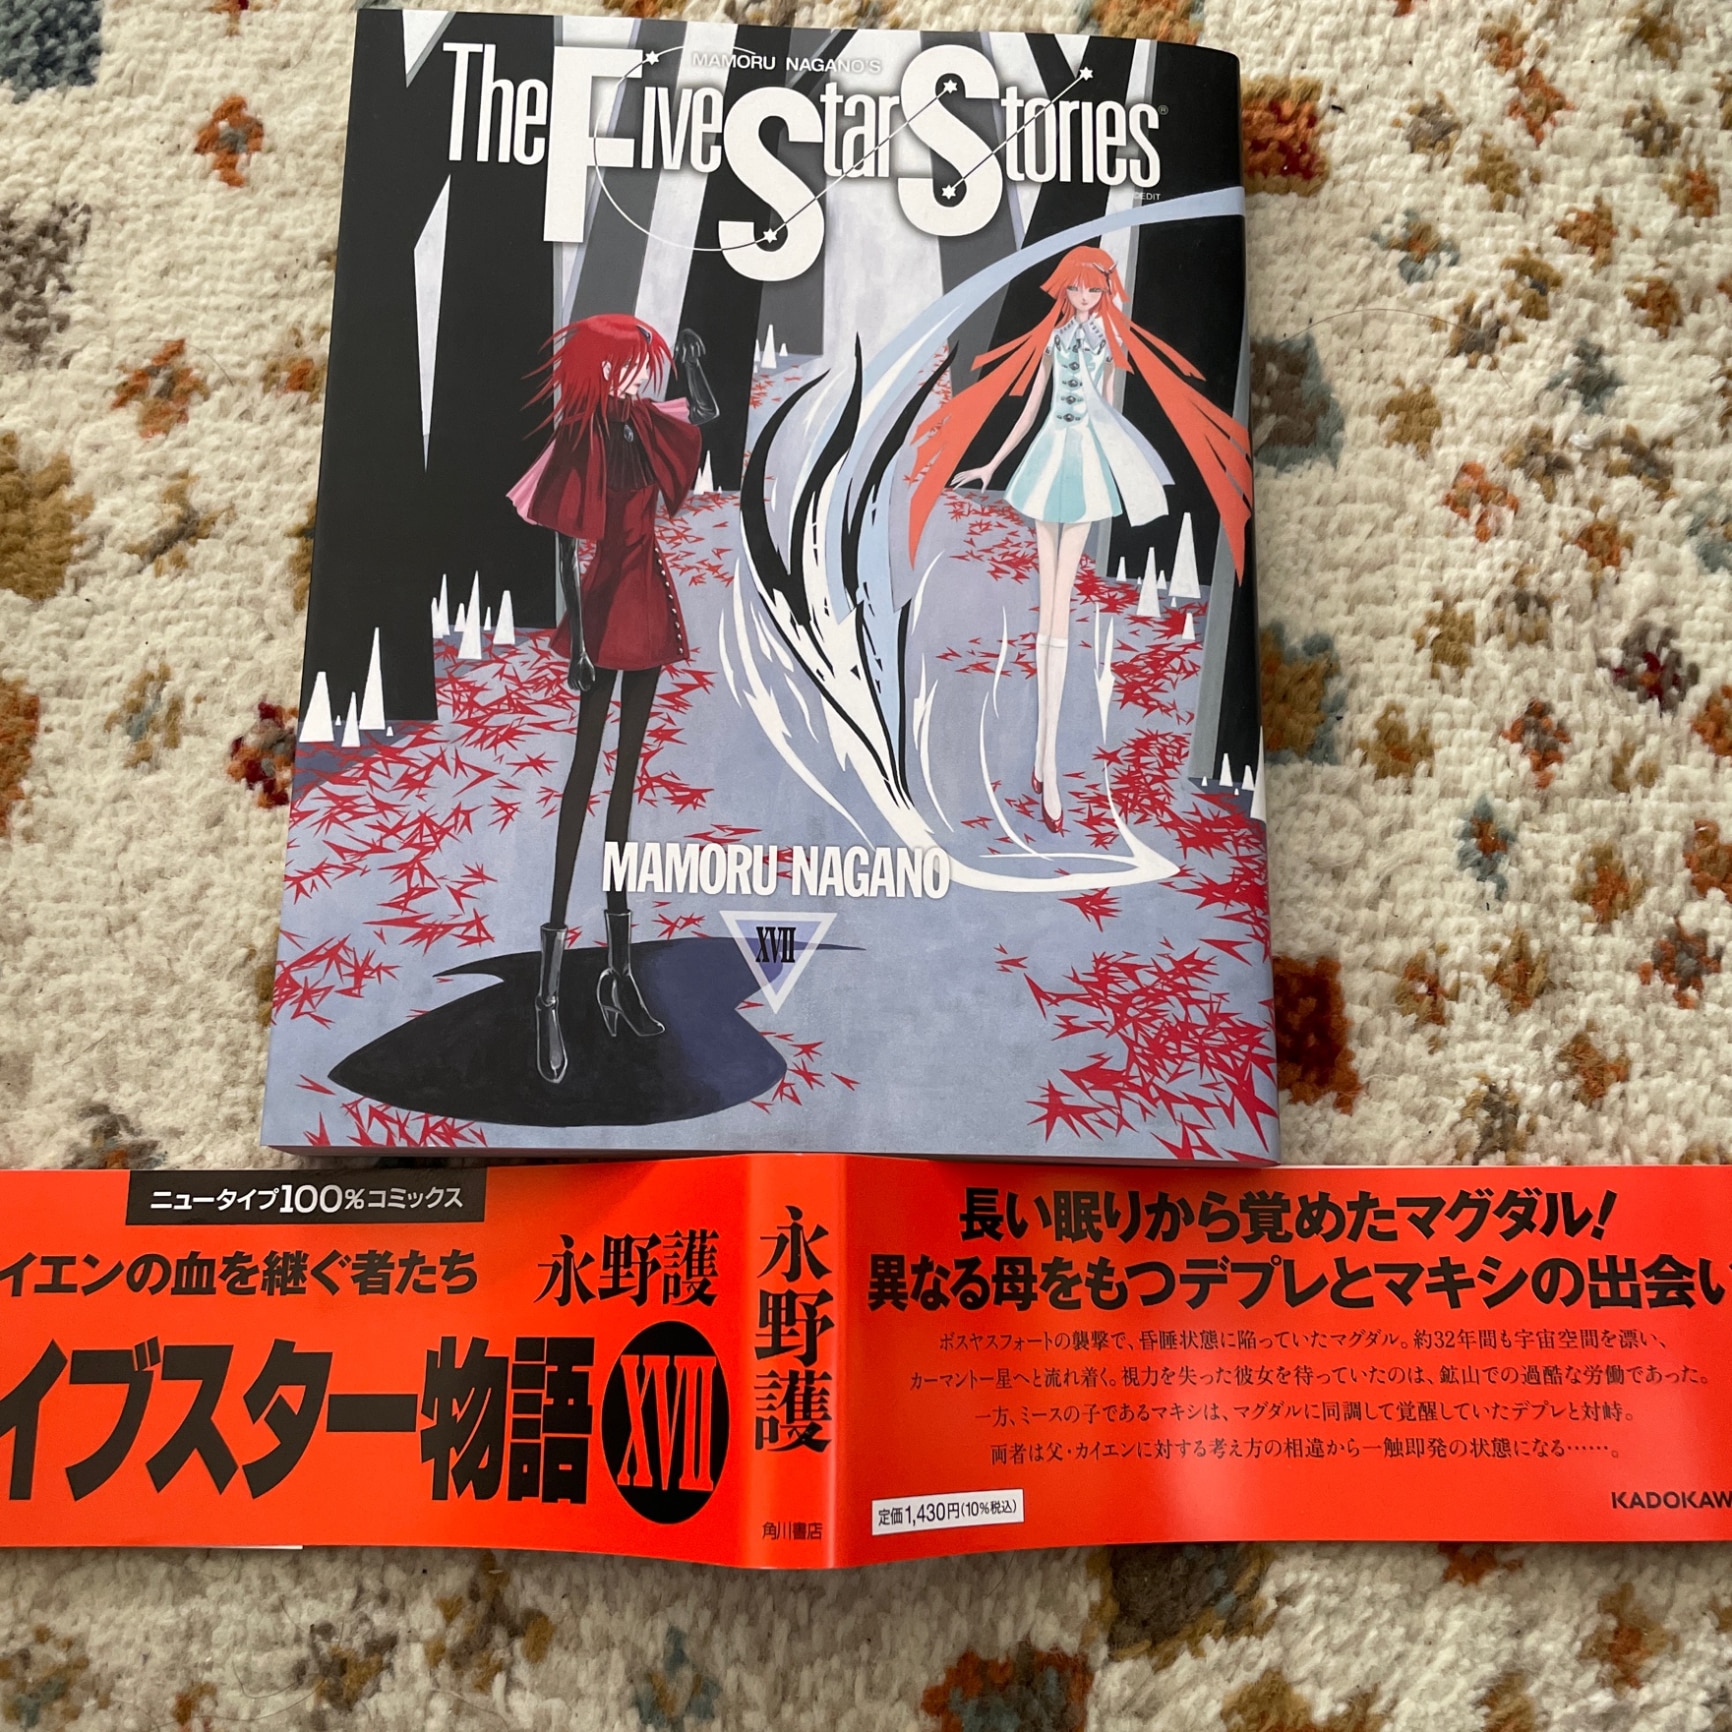 MAMORU NAGANO'S
The Five Star Stories®
MAMORU NAGANO
XVII
ニュータイプ100%コミックス
イエンの血を継ぐ者たち
永野護
イブスター物語
XVII
永野護
角川書店
長い眠りから覚めたマグダル!
異なる母をもつデプレとマキシの出会い
ボスヤスフォートの襲撃で、昏睡状態に陥っていたマグダル。約32年間も宇宙空間を漂い、
カーマントー星へと流れ着く。視力を失った彼女を待っていたのは、鉱山での過酷な労働であった。
一方、ミースの子であるマキシは、マグダルに同調して覚醒していたデプレと対峙。
両者は父・カイエンに対する考え方の相違から一触即発の状態になる……。
定価1,430円(10%税込)
KADOKAW